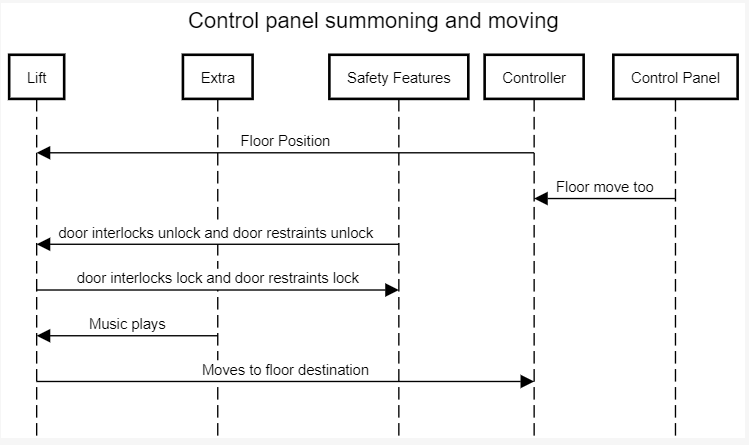 Control panel summoning and moving
Lift
Extra
Safety Features
Controller
Control Panel
Floor Position
Floor move too
door interlocks unlock and door restraints unlock
door interlocks lock and door restraints lock
Music plays
Moves to floor destination